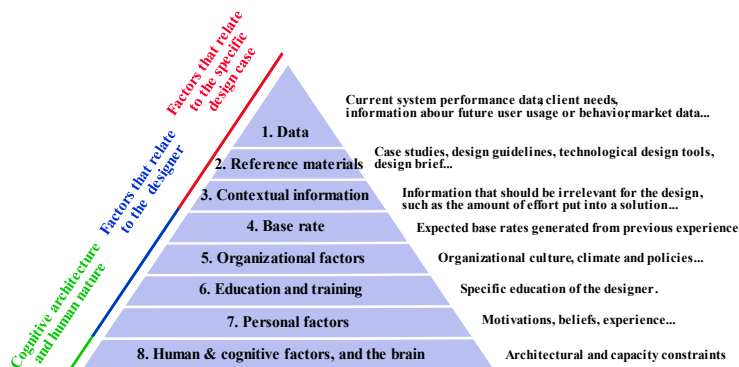 Factors that relate
to the specific
design case
Factors that relate
to the designer
Cognitive architecture
and human nature
1. Data
Current system performance data, client needs,
information abour future user usage or behavior, market data...
2. Reference materials
Case studies, design guidelines, technological design tools,
design brief...
3. Contextual information
Information that should be irrelevant for the design,
such as the amount of effort put into a solution...
4. Base rate
Expected base rates generated from previous experience
5. Organizational factors
Organizational culture, climate and policies...
6. Education and training
Specific education of the designer.
7. Personal factors
Motivations, beliefs, experience...
8. Human & cognitive factors, and the brain
Architectural and capacity constraints